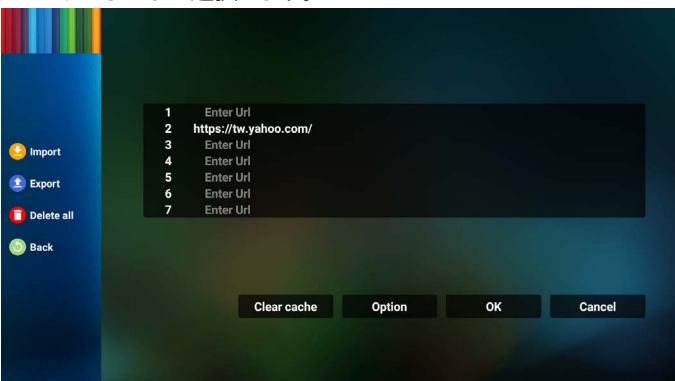 Import
Export
Delete all
Back
1 Enter Url
2 https://tw.yahoo.com/
3 Enter Url
4 Enter Url
5 Enter Url
6 Enter Url
7 Enter Url
Clear cache Option OK Cancel